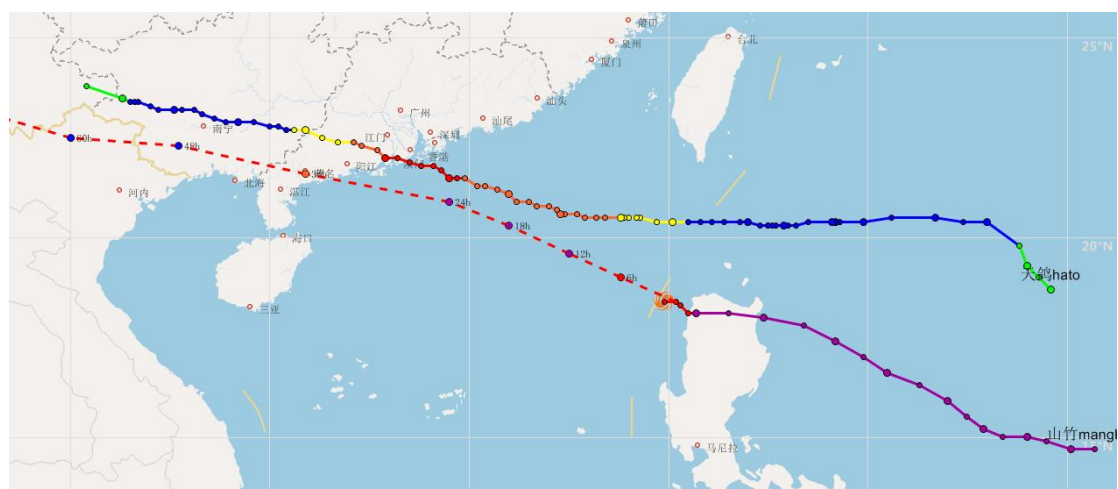 莆田
泉州
台北
25°N
厦门
汕头
广州
汕尾
深圳
江门
香港
南宁
60h
48h
阳江
36h
茂名
河内
北海
湛江
24h
18h
海口
20°N
12h
6h
天鸽hato
三亚
山竹mangl
马尼拉